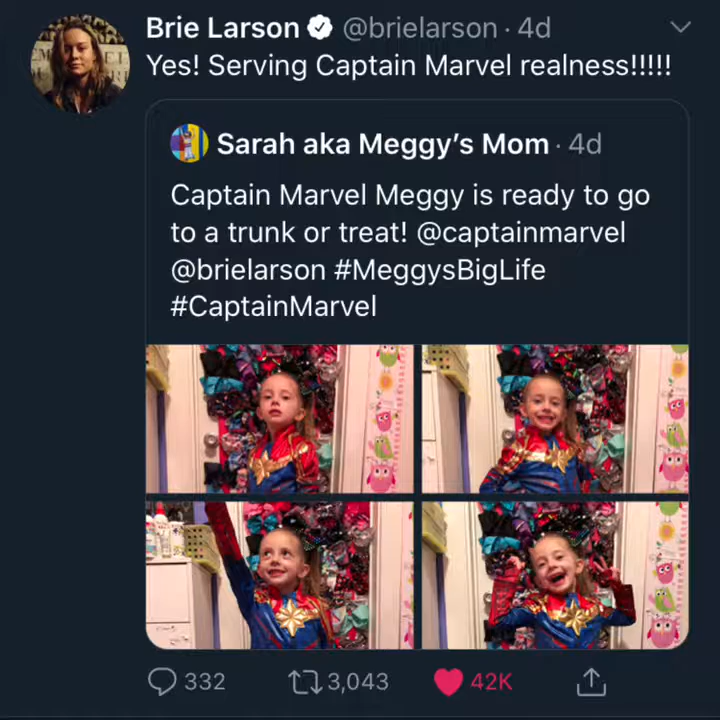 Brie Larson @brielarson · 4d
Yes! Serving Captain Marvel realness!!!!!
Sarah aka Meggy's Mom · 4d
Captain Marvel Meggy is ready to go
to a trunk or treat! @captainmarvel
@brielarson #MeggysBigLife
#CaptainMarvel
332 3,043 42K